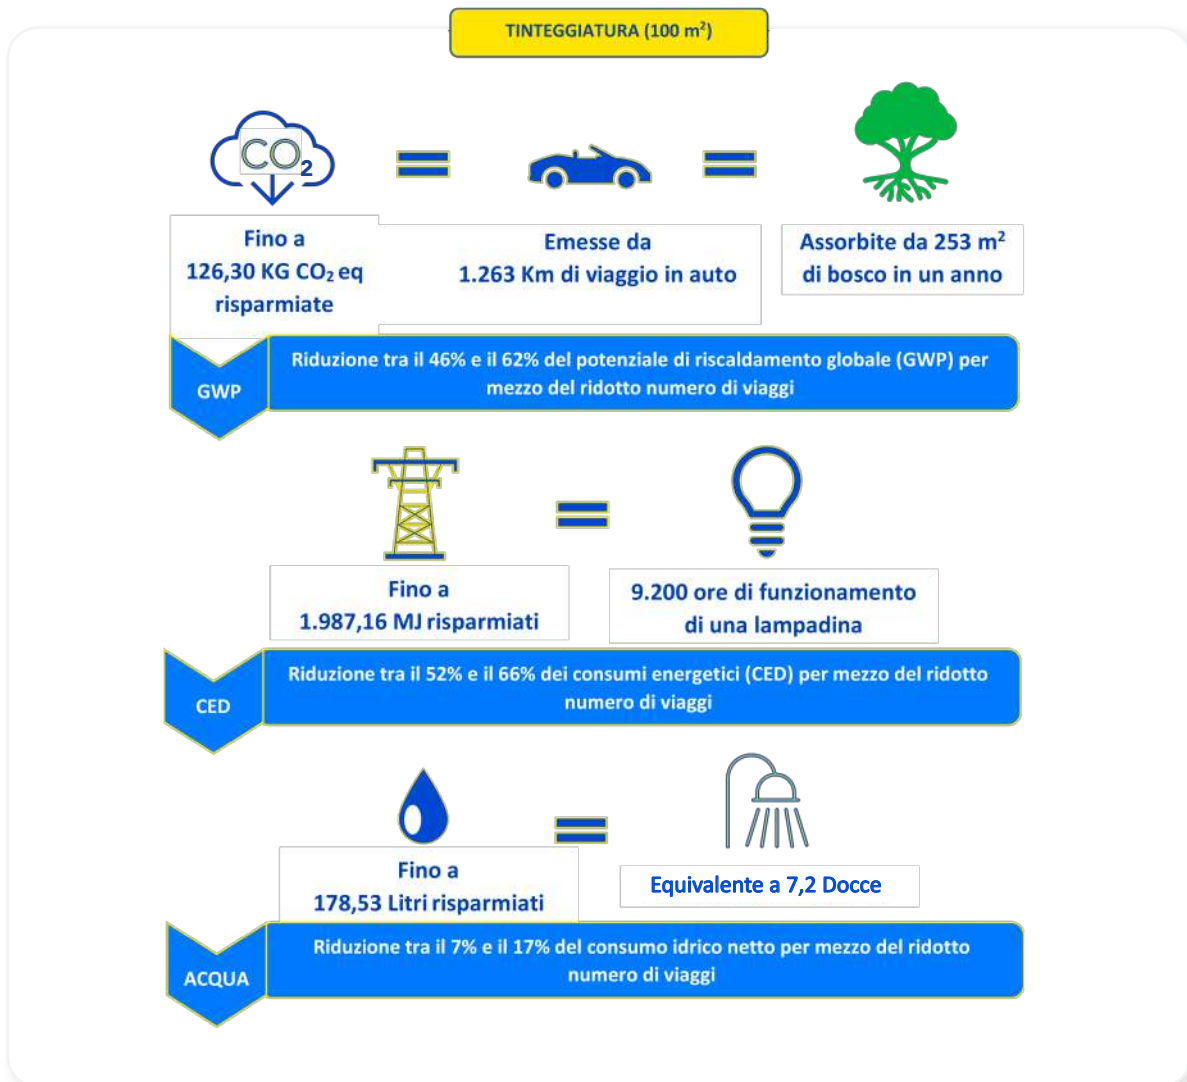 TINTEGGIATURA (100 m²)
CO₂
Fino a
126,30 KG CO₂ eq
risparmiate
Emesse da
1.263 Km di viaggio in auto
Assorbite da 253 m²
di bosco in un anno
GWP
Riduzione tra il 46% e il 62% del potenziale di riscaldamento globale (GWP) per
mezzo del ridotto numero di viaggi
Fino a
1.987,16 MJ risparmiati
9.200 ore di funzionamento
di una lampadina
CED
Riduzione tra il 52% e il 66% dei consumi energetici (CED) per mezzo del ridotto
numero di viaggi
Fino a
178,53 Litri risparmiati
Equivalente a 7,2 Docce
ACQUA
Riduzione tra il 7% e il 17% del consumo idrico netto per mezzo del ridotto
numero di viaggi